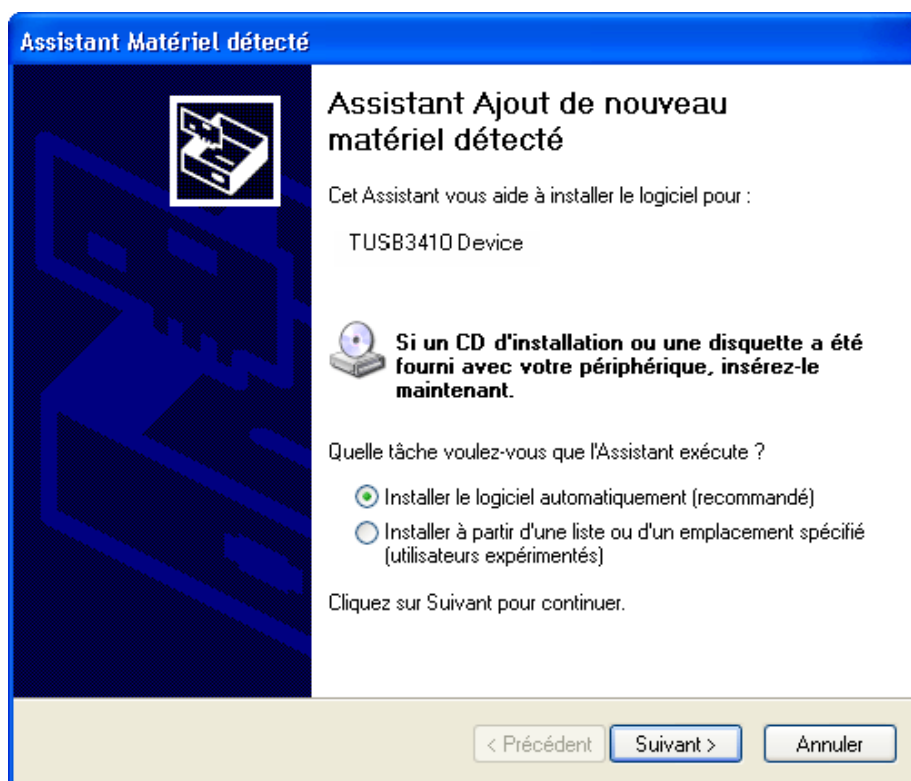 Assistant Matériel détecté
Assistant Ajout de nouveau
matériel détecté
Cet Assistant vous aide à installer le logiciel pour :
TUSB3410 Device
Si un CD d'installation ou une disquette a été
fourni avec votre périphérique, insérez-le
maintenant.
Quelle tâche voulez-vous que l'Assistant exécute ?
Installer le logiciel automatiquement (recommandé)
Installer à partir d'une liste ou d'un emplacement spécifié
(utilisateurs expérimentés)
Cliquez sur Suivant pour continuer.
< Précédent Suivant > Annuler